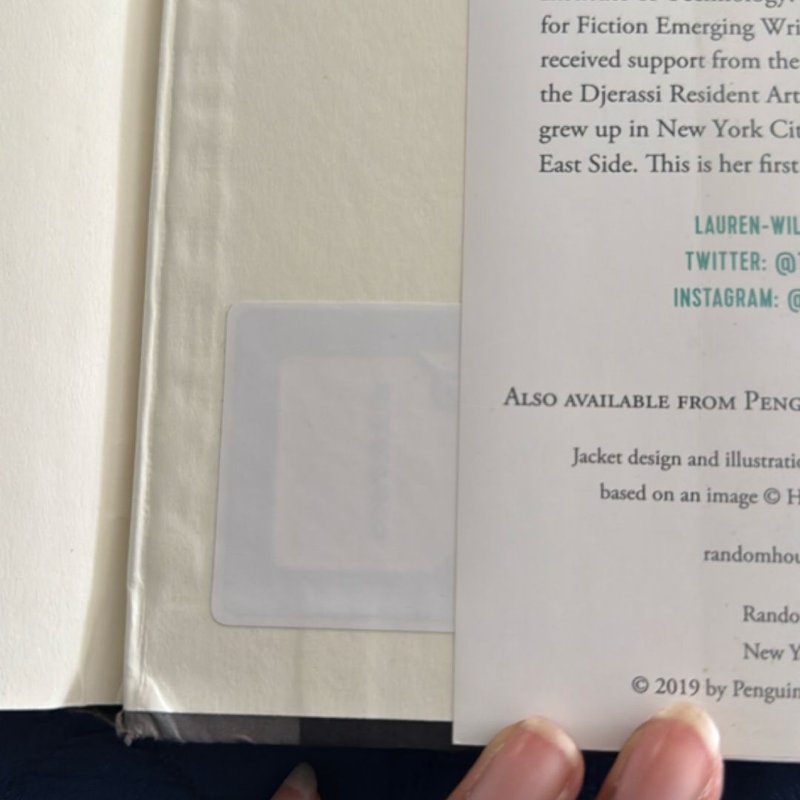 for Fiction Emerging Wri
received support from the
the Djerassi Resident Art
grew up in New York Cit
East Side. This is her first
LAUREN-WIL
TWITTER: @
INSTAGRAM: @
ALSO AVAILABLE FROM PENG
Jacket design and illustratio
based on an image © H
randomhou
Rando
New Y
© 2019 by Penguin